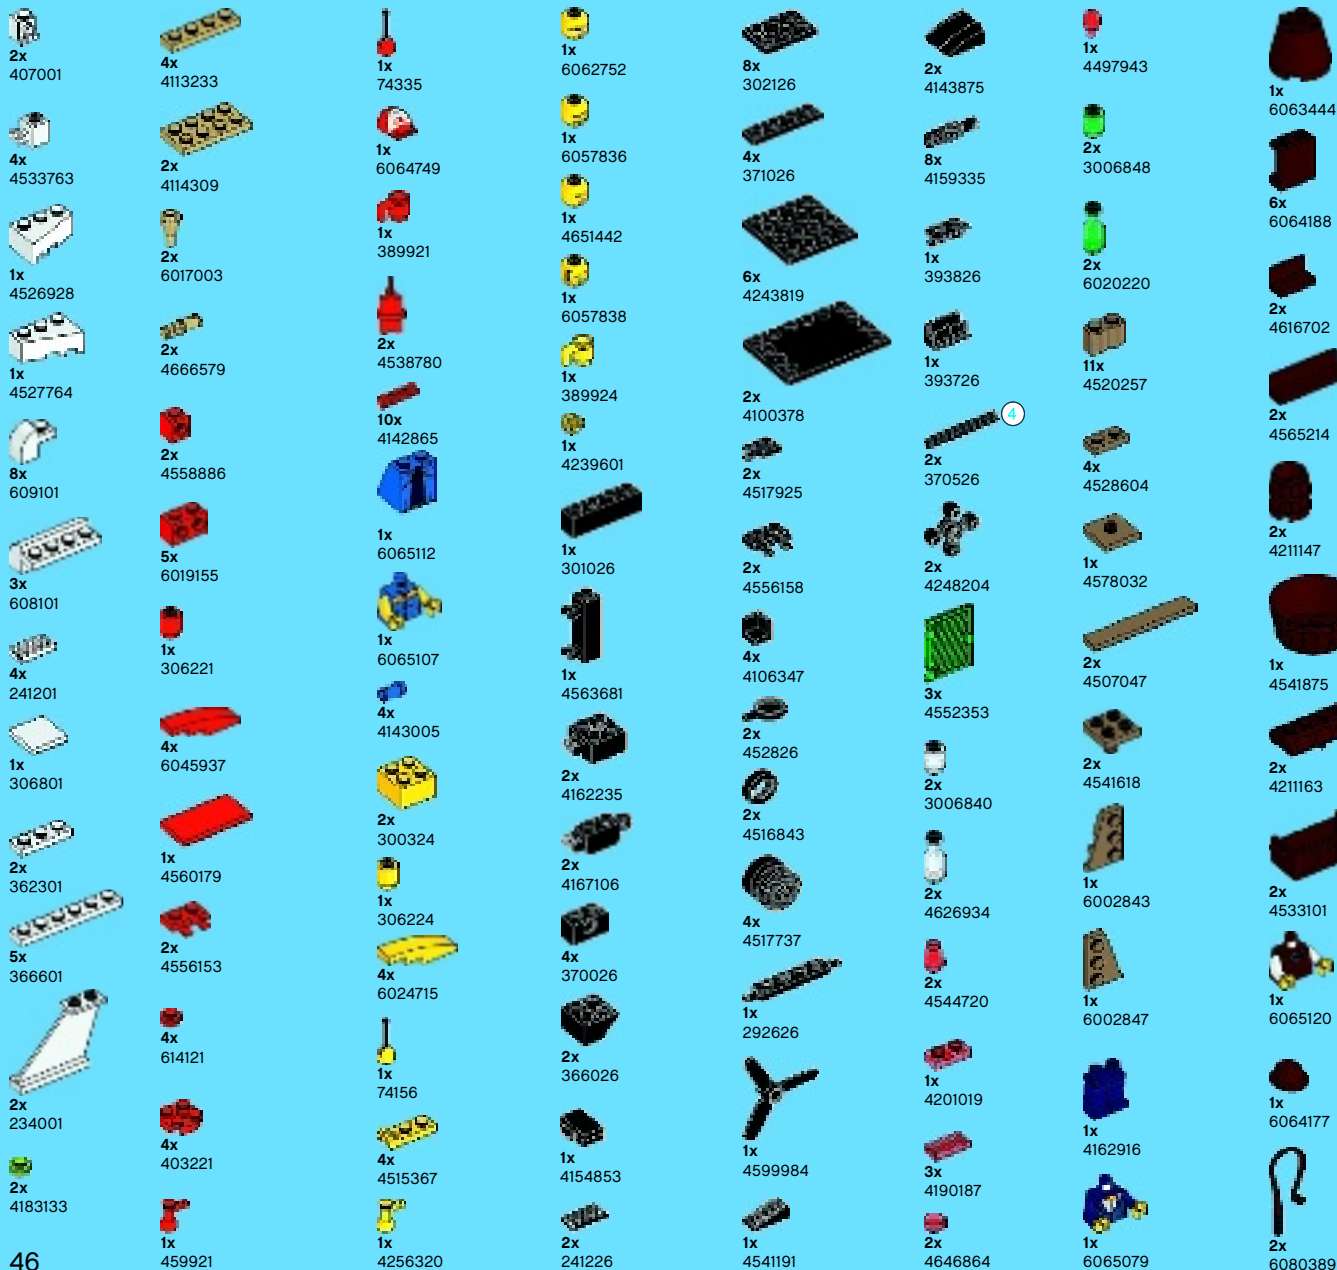 2x
407001
4x
4533763
1x
4526928
1x
4527764
8x
609101
3x
608101
4x
241201
1x
306801
2x
362301
5x
366601
2x
234001
2x
4183133
46
4x
4113233
2x
4114309
2x
6017003
2x
4666579
2x
4558886
5x
6019155
1x
306221
4x
6045937
1x
4560179
2x
4556153
4x
614121
4x
403221
1x
459921
1x
74335
1x
6064749
1x
389921
2x
4538780
10x
4142865
1x
6065112
1x
6065107
4x
4143005
2x
300324
1x
306224
4x
6024715
1x
74156
4x
4515367
1x
4256320
1x
6062752
1x
6057836
1x
4651442
1x
6057838
1x
389924
1x
4239601
1x
301026
1x
4563681
2x
4162235
2x
4167106
4x
370026
2x
366026
1x
4154853
2x
241226
8x
302126
4x
371026
6x
4243819
2x
4100378
2x
4517925
2x
4556158
4x
4106347
2x
452826
2x
4516843
4x
4517737
1x
292626
1x
4599984
1x
4541191
2x
4143875
8x
4159335
1x
393826
1x
393726
4
2x
370526
2x
4248204
3x
4552353
2x
3006840
2x
4626934
2x
4544720
1x
4201019
3x
4190187
2x
4646864
1x
4497943
2x
3006848
2x
6020220
11x
4520257
4x
4528604
1x
4578032
2x
4507047
2x
4541618
1x
6002843
1x
6002847
1x
4162916
1x
6065079
1x
6063444
6x
6064188
2x
4616702
2x
4565214
2x
4211147
1x
4541875
2x
4211163
2x
4533101
1x
6065120
1x
6064177
2x
6080389